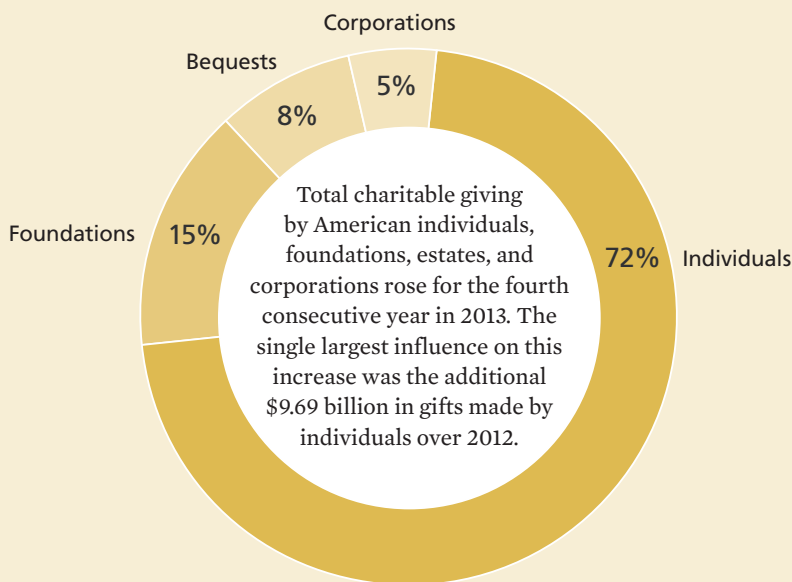 Corporations
Bequests
5%
8%
Foundations
15%
72%
Individuals
Total charitable giving
by American individuals,
foundations, estates, and
corporations rose for the fourth
consecutive year in 2013. The
single largest influence on this
increase was the additional
$9.69 billion in gifts made by
individuals over 2012.